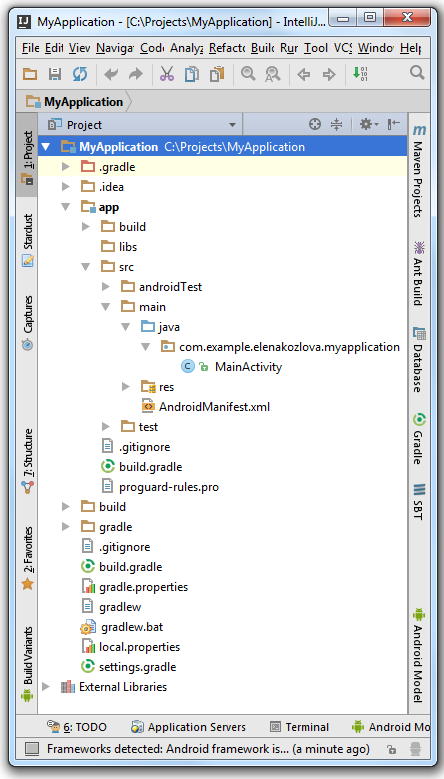 MyApplication - [C:\Projects\MyApplication] - IntelliJ...
File Edit View Navigat Code Analyz Refacto Build Run Tool VCS Window Help
MyApplication
Project
MyApplication C:\Projects\MyApplication
.gradle
.idea
app
build
libs
src
androidTest
main
java
com.example.elenakozlova.myapplication
MainActivity
res
AndroidManifest.xml
test
.gitignore
build.gradle
proguard-rules.pro
build
gradle
.gitignore
build.gradle
gradle.properties
gradlew
gradlew.bat
local.properties
settings.gradle
External Libraries
1: Project
Stardust
Captures
7: Structure
2: Favorites
Build Variants
Maven Projects
Ant Build
Database
Gradle
SBT
Android Model
6: TODO
Application Servers
Terminal
Android Mo
Frameworks detected: Android framework is... (a minute ago)